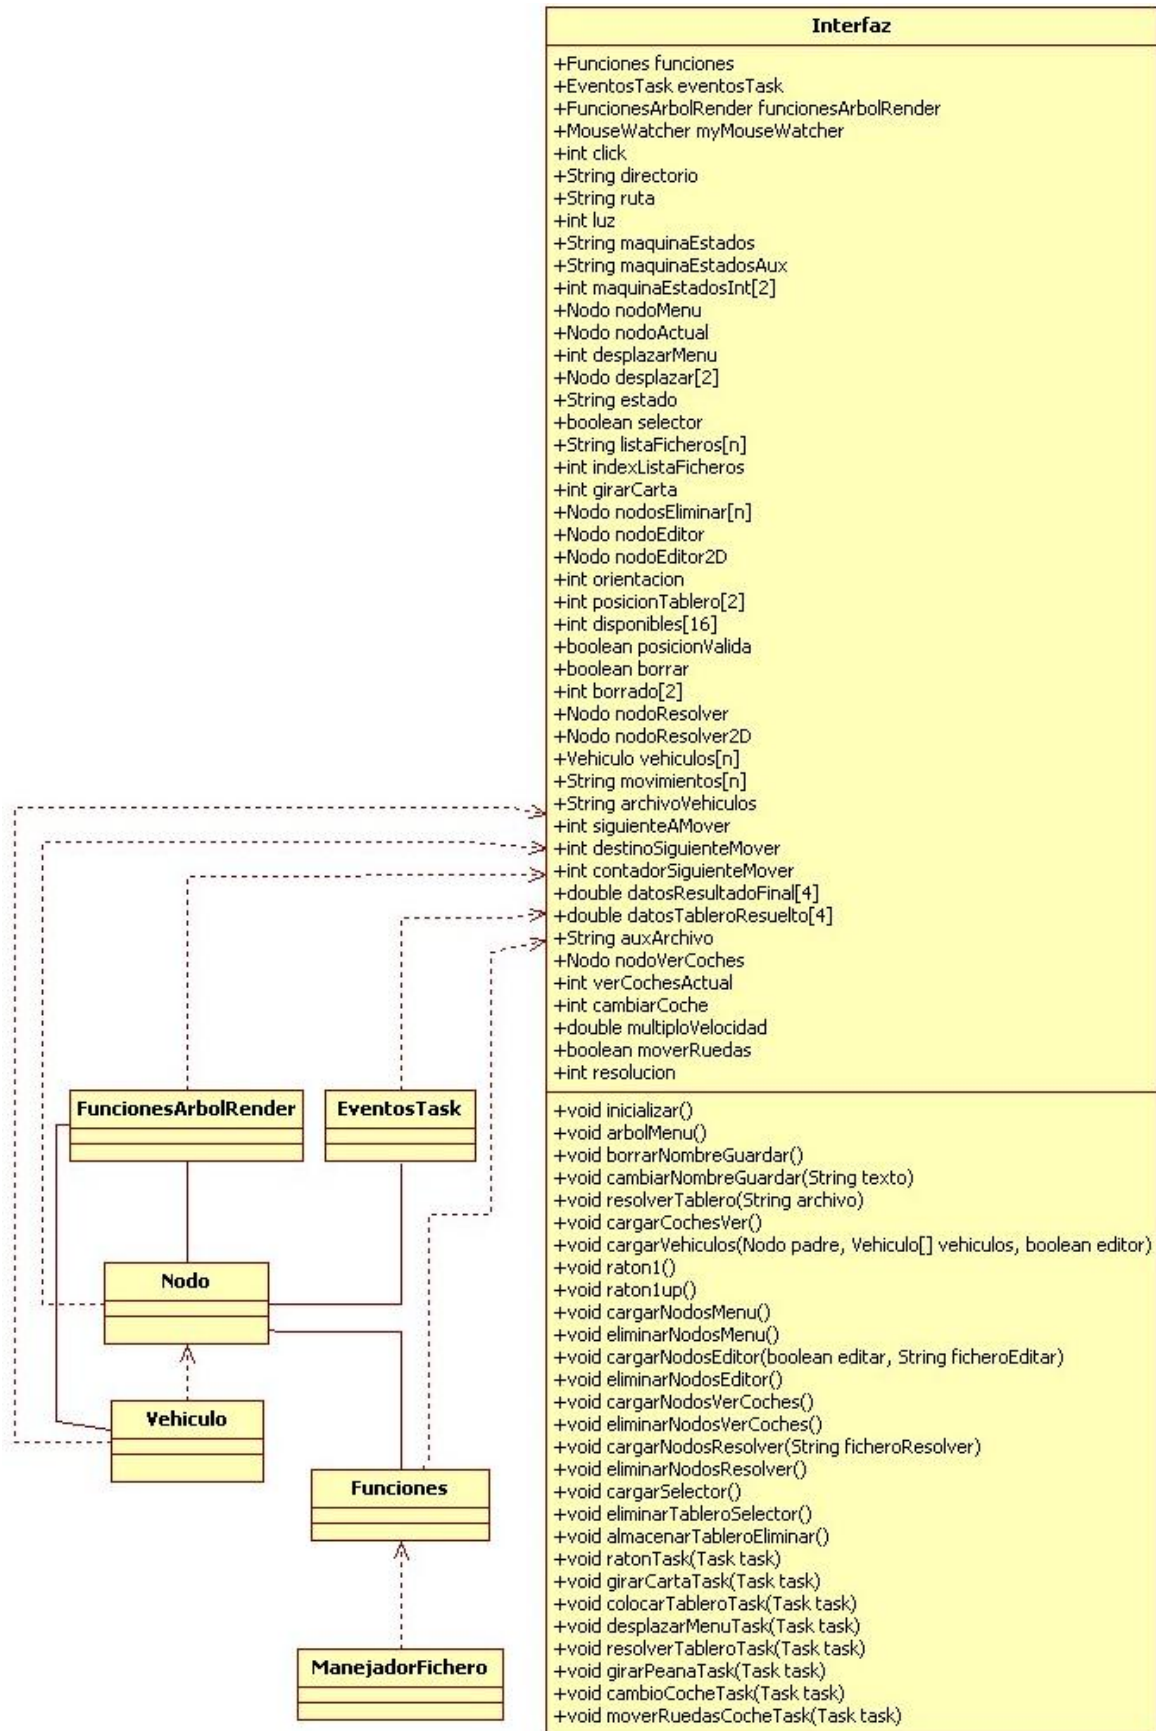 Interfaz
+Funciones funciones
+EventosTask eventosTask
+FuncionesArbolRender funcionesArbolRender
+MouseWatcher myMouseWatcher
+int click
+String directorio
+String ruta
+int luz
+String maquinaEstados
+String maquinaEstadosAux
+int maquinaEstadosInt[2]
+Nodo nodoMenu
+Nodo nodoActual
+int desplazarMenu
+Nodo desplazar[2]
+String estado
+boolean selector
+String listaFicheros[n]
+int indexListaFicheros
+int girarCarta
+Nodo nodosEliminar[n]
+Nodo nodoEditor
+Nodo nodoEditor2D
+int orientacion
+int posicionTablero[2]
+int disponibles[16]
+boolean posicionValida
+boolean borrar
+int borrado[2]
+Nodo nodoResolver
+Nodo nodoResolver2D
+Vehiculo vehiculos[n]
+String movimientos[n]
+String archivoVehiculos
+int siguienteAMover
+int destinoSiguienteMover
+int contadorSiguienteMover
+double datosResultadoFinal[4]
+double datosTableroResuelto[4]
+String auxArchivo
+Nodo nodoVerCoches
+int verCochesActual
+int cambiarCoche
+double multiploVelocidad
+boolean moverRuedas
+int resolucion
+void inicializar()
+void arbolMenu()
+void borrarNombreGuardar()
+void cambiarNombreGuardar(String texto)
+void resolverTablero(String archivo)
+void cargarCochesVer()
+void cargarVehiculos(Nodo padre, Vehiculo[] vehiculos, boolean editor)
+void raton1()
+void raton1up()
+void cargarNodosMenu()
+void eliminarNodosMenu()
+void cargarNodosEditor(boolean editar, String ficheroEditar)
+void eliminarNodosEditor()
+void cargarNodosVerCoches()
+void eliminarNodosVerCoches()
+void cargarNodosResolver(String ficheroResolver)
+void eliminarNodosResolver()
+void cargarSelector()
+void eliminarTableroSelector()
+void almacenarTableroEliminar()
+void ratonTask(Task task)
+void girarCartaTask(Task task)
+void colocarTableroTask(Task task)
+void desplazarMenuTask(Task task)
+void resolverTableroTask(Task task)
+void girarPeanaTask(Task task)
+void cambioCocheTask(Task task)
+void moverRuedasCocheTask(Task task)
FuncionesArbolRender
EventosTask
Nodo
Vehiculo
Funciones
ManejadorFichero